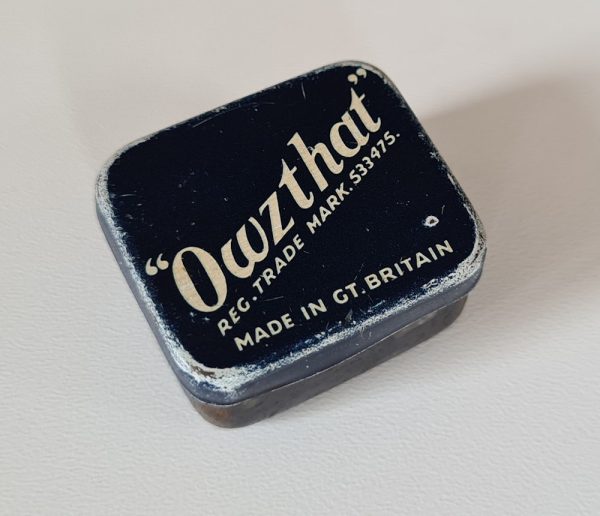 “Owzthat”
REG. TRADE MARK. 533475.
MADE IN GT. BRITAIN